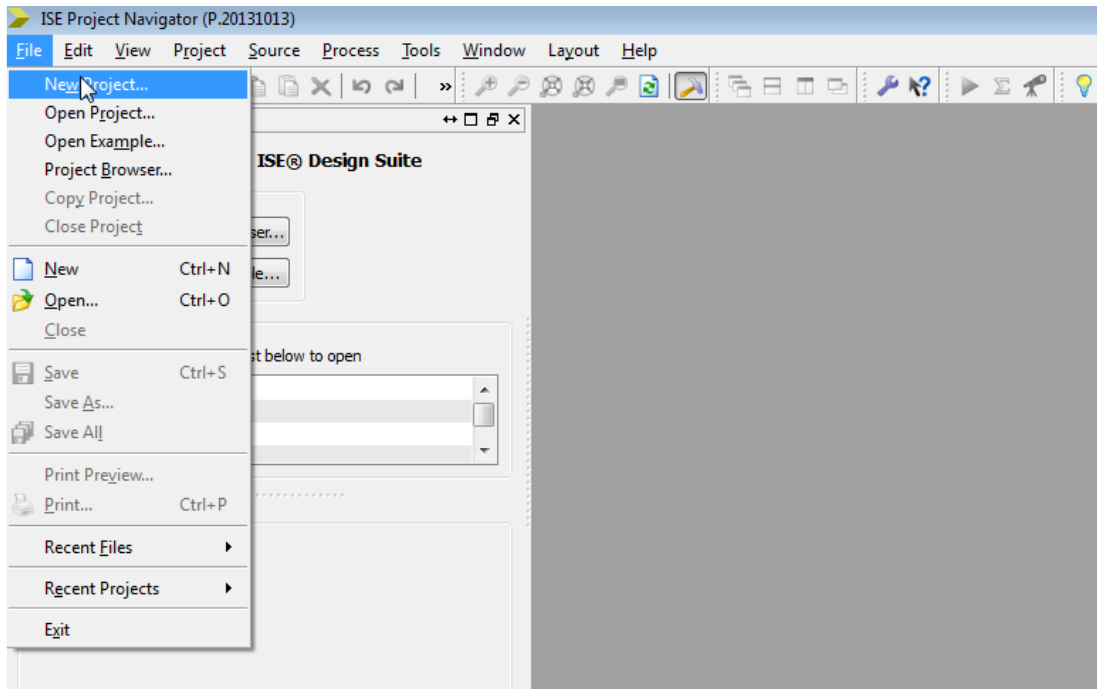 ISE Project Navigator (P.20131013)
File Edit View Project Source Process Tools Window Layout Help
New Project...
Open Project...
Open Example...
Project Browser...
Copy Project...
Close Project
New Ctrl+N
Open... Ctrl+O
Close
Save Ctrl+S
Save As...
Save All
Print Preview...
Print... Ctrl+P
Recent Files
Recent Projects
Exit
»
ISE® Design Suite
ser...
le...
st below to open